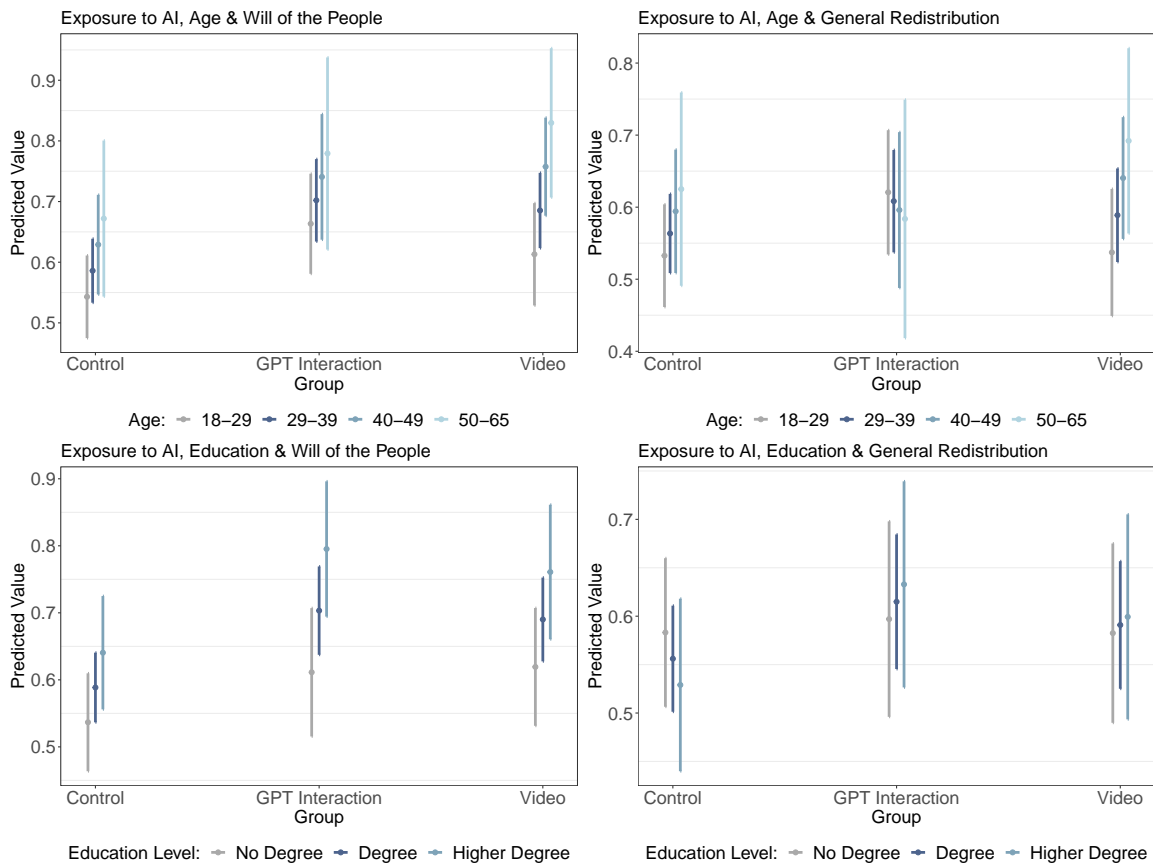 Exposure to AI, Age & Will of the People
0.9
0.8
0.7
0.6
0.5
Predicted Value
Control GPT Interaction Video
Group
Age: 18–29 29–39 40–49 50–65
Exposure to AI, Age & General Redistribution
0.8
0.7
0.6
0.5
0.4
Predicted Value
Control GPT Interaction Video
Group
Age: 18–29 29–39 40–49 50–65
Exposure to AI, Education & Will of the People
0.9
0.8
0.7
0.6
0.5
Predicted Value
Control GPT Interaction Video
Group
Education Level: No Degree Degree Higher Degree
Exposure to AI, Education & General Redistribution
0.7
0.6
0.5
Predicted Value
Control GPT Interaction Video
Group
Education Level: No Degree Degree Higher Degree